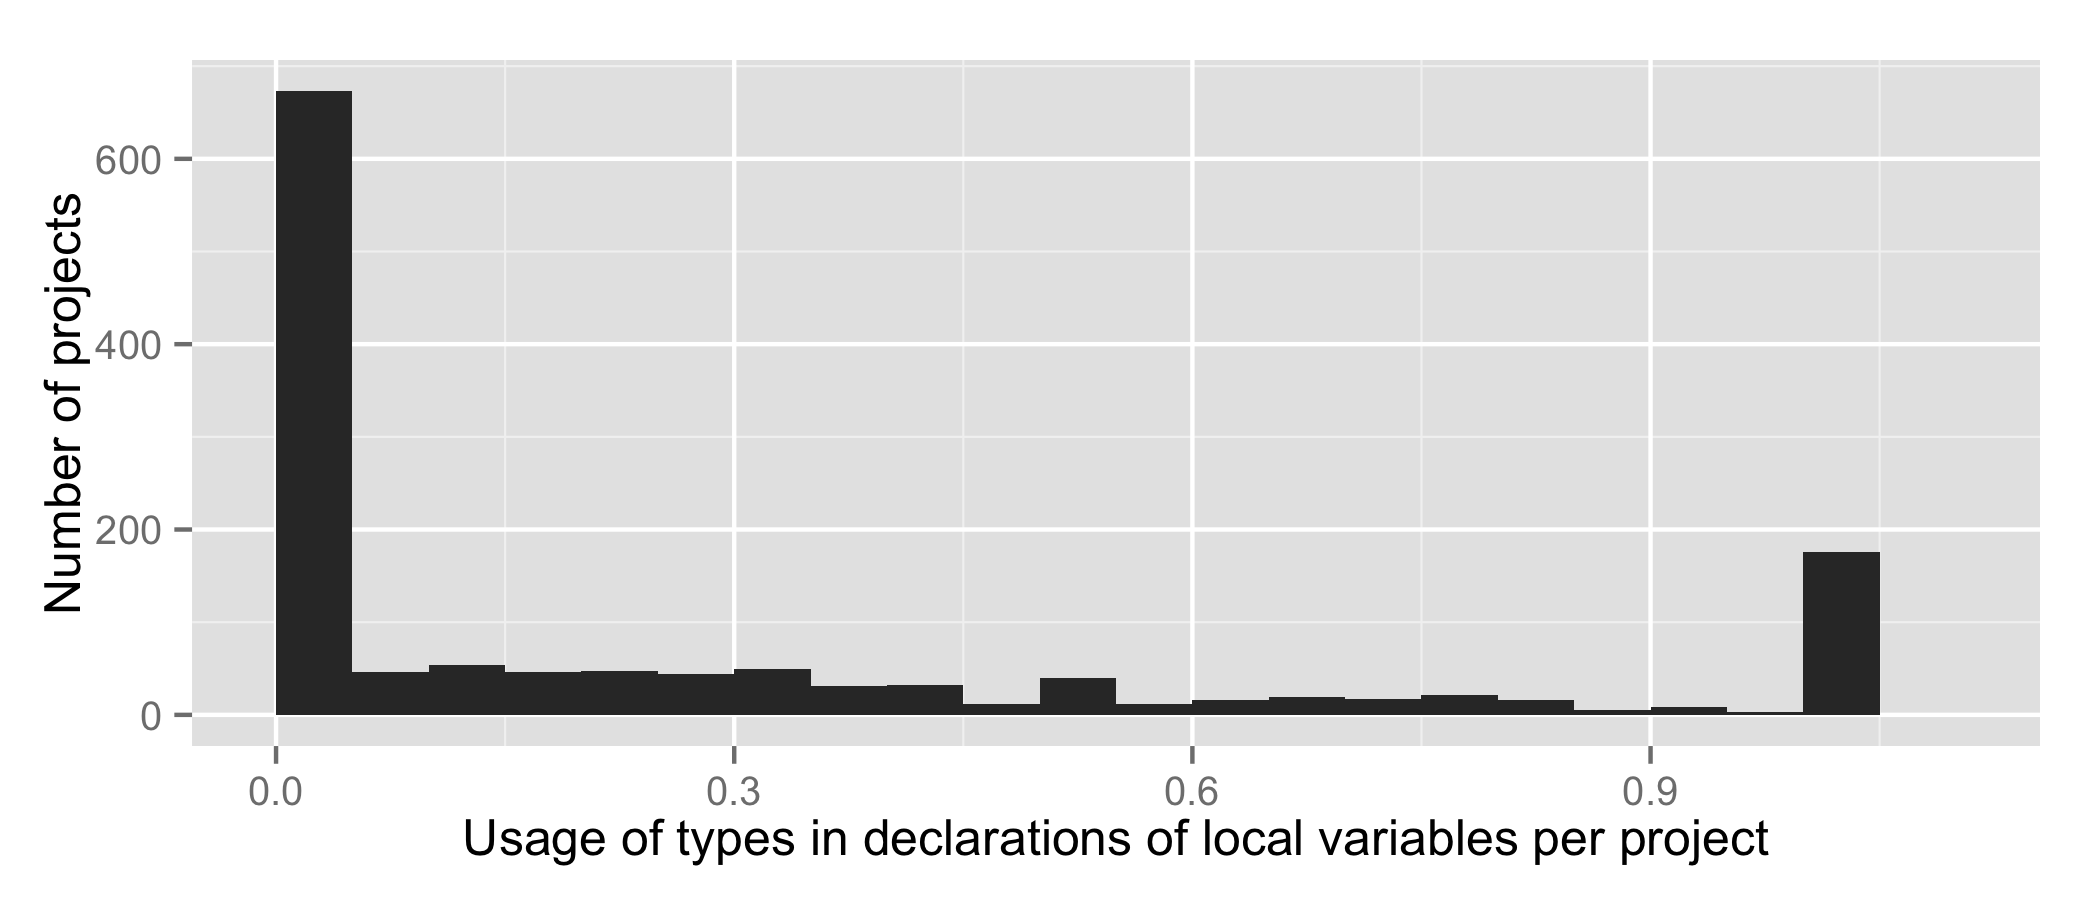 Number of projects
600
400
200
0
0.0 0.3 0.6 0.9
Usage of types in declarations of local variables per project